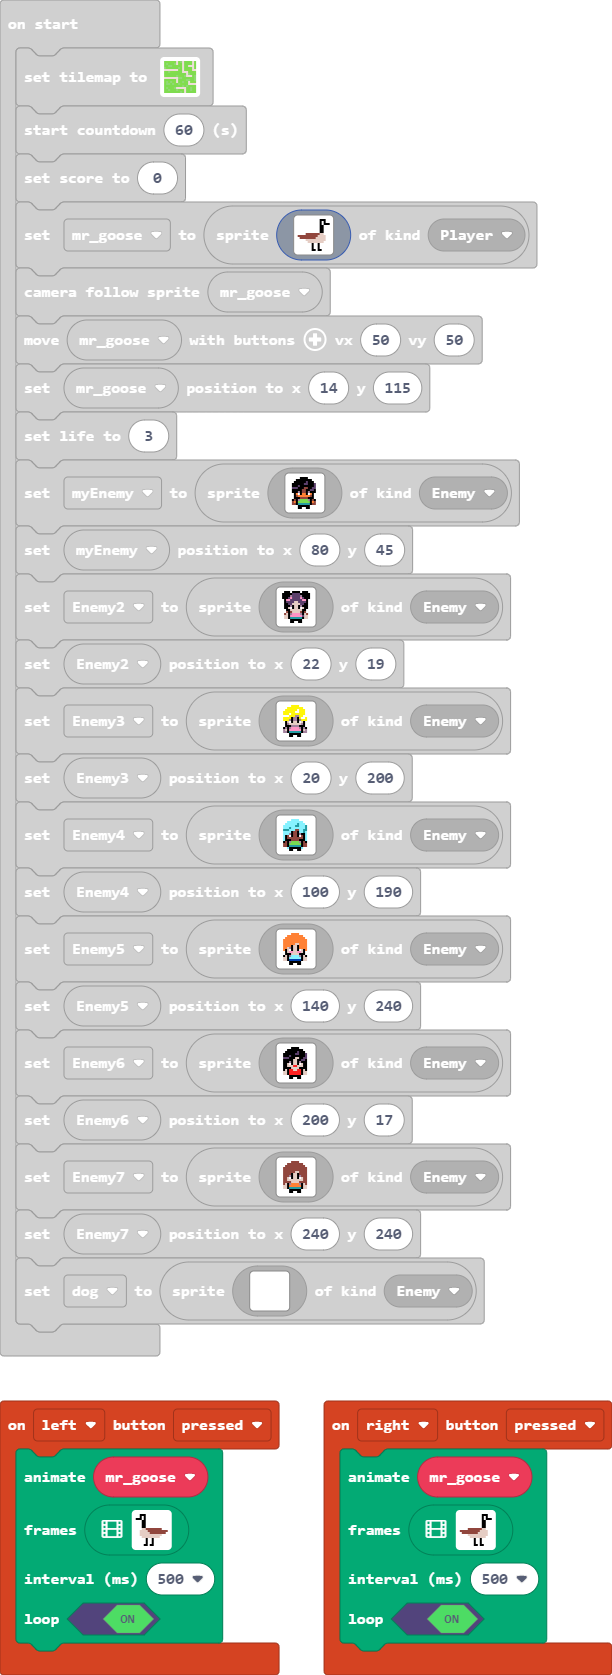 on start
set tilemap to
start countdown 60 (s)
set score to 0
set mr_goose to sprite of kind Player
camera follow sprite mr_goose
move mr_goose with buttons vx 50 vy 50
set mr_goose position to x 14 y 115
set life to 3
set myEnemy to sprite of kind Enemy
set myEnemy position to x 80 y 45
set Enemy2 to sprite of kind Enemy
set Enemy2 position to x 22 y 19
set Enemy3 to sprite of kind Enemy
set Enemy3 position to x 20 y 200
set Enemy4 to sprite of kind Enemy
set Enemy4 position to x 100 y 190
set Enemy5 to sprite of kind Enemy
set Enemy5 position to x 140 y 240
set Enemy6 to sprite of kind Enemy
set Enemy6 position to x 200 y 17
set Enemy7 to sprite of kind Enemy
set Enemy7 position to x 240 y 240
set dog to sprite of kind Enemy
on left button pressed
animate mr_goose
frames
interval (ms) 500
loop ON
on right button pressed
animate mr_goose
frames
interval (ms) 500
loop ON